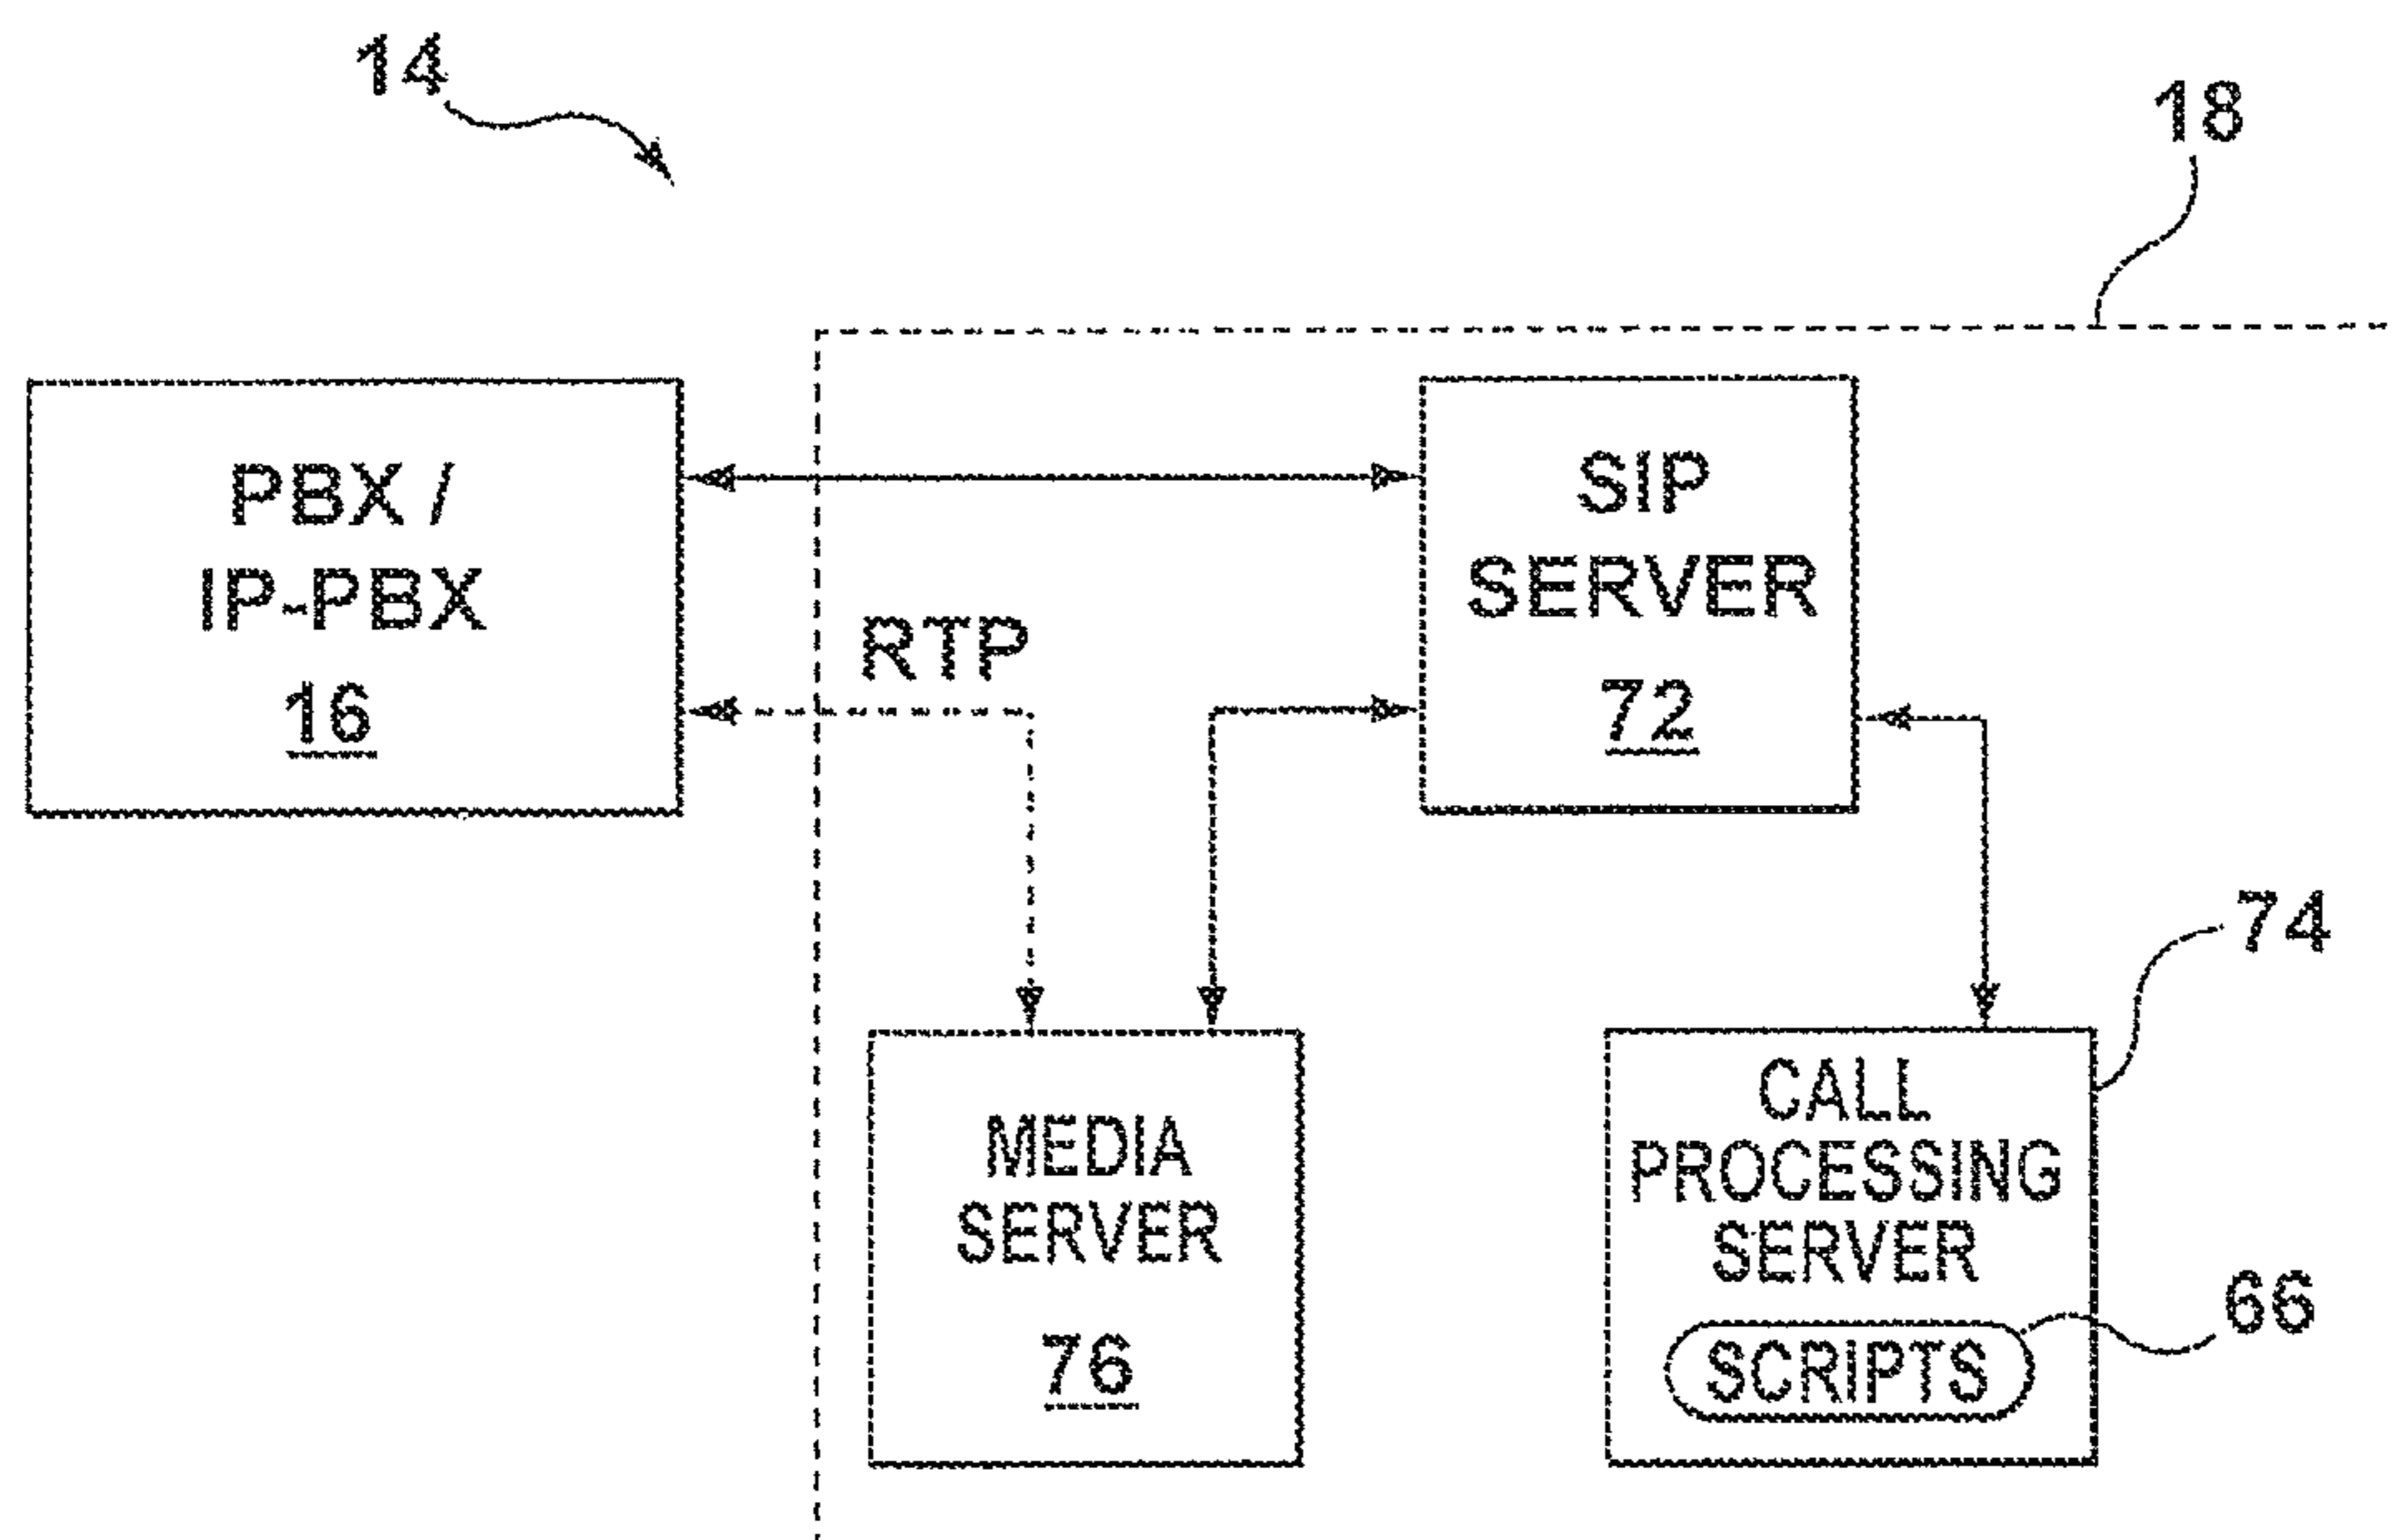 14
18
PBX /
IP-PBX
16
RTP
SIP
SERVER
72
74
MEDIA
SERVER
76
CALL
PROCESSING
SERVER
SCRIPTS
66